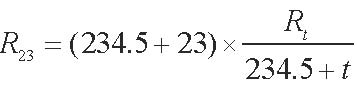 R₂₃ = (234.5 + 23) × Rₜ / (234.5 + t)